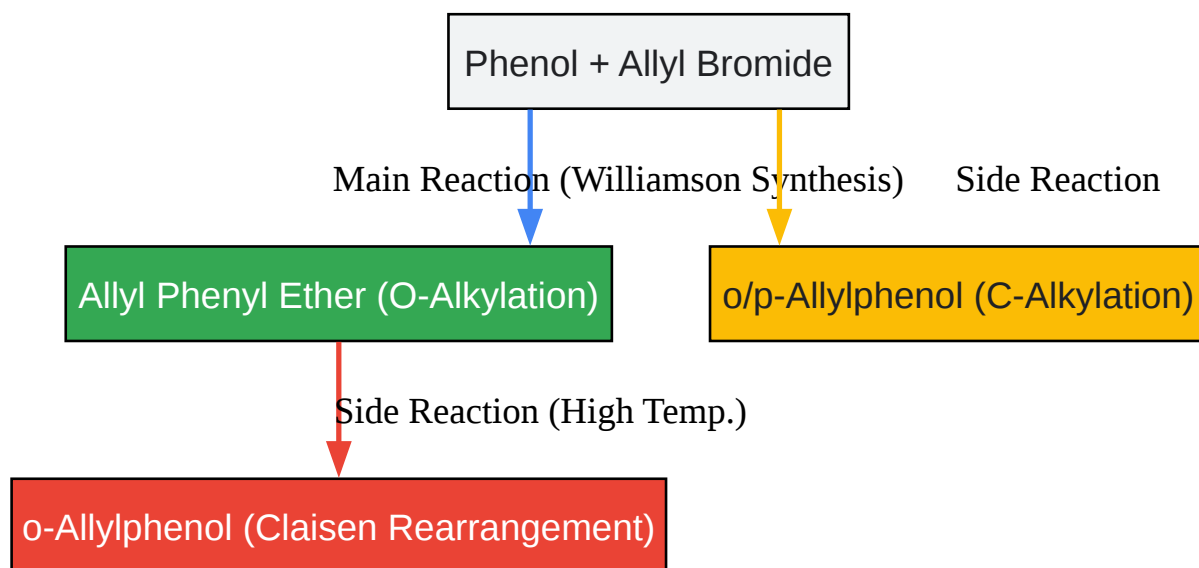 Phenol + Allyl Bromide
Main Reaction (Williamson Synthesis)
Side Reaction
Allyl Phenyl Ether (O-Alkylation)
o/p-Allylphenol (C-Alkylation)
Side Reaction (High Temp.)
o-Allylphenol (Claisen Rearrangement)